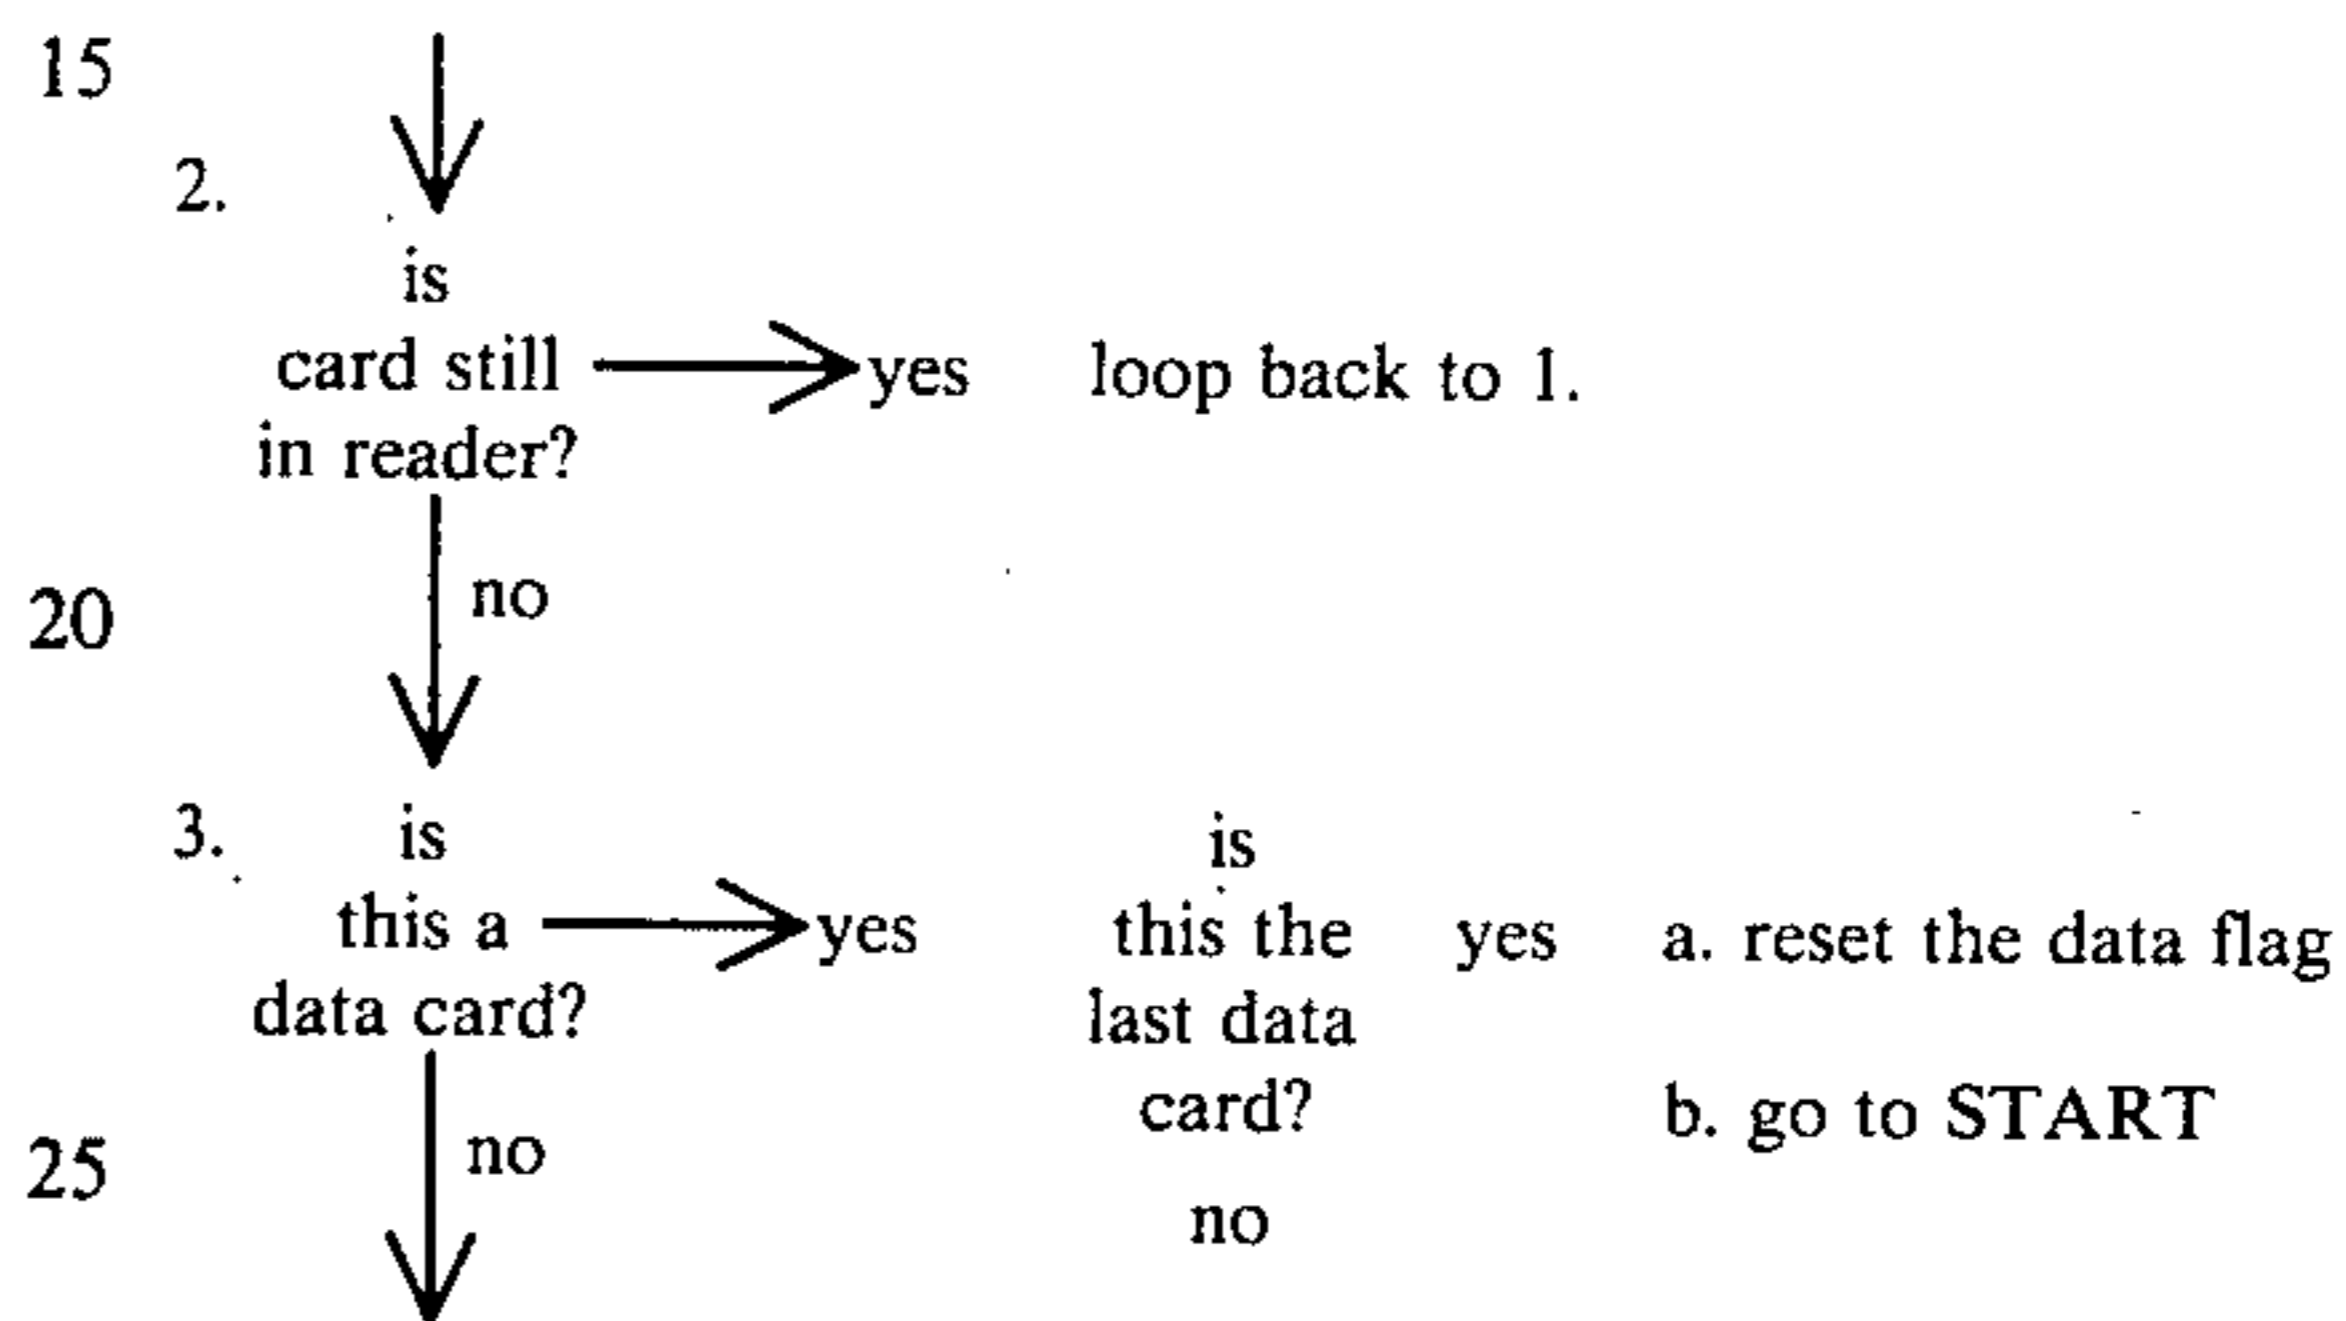 15
2.
is
card still yes loop back to 1.
in reader?
20 no
3. is is
this a yes this the yes a. reset the data flag
data card? last data
card? b. go to START
25 no
no